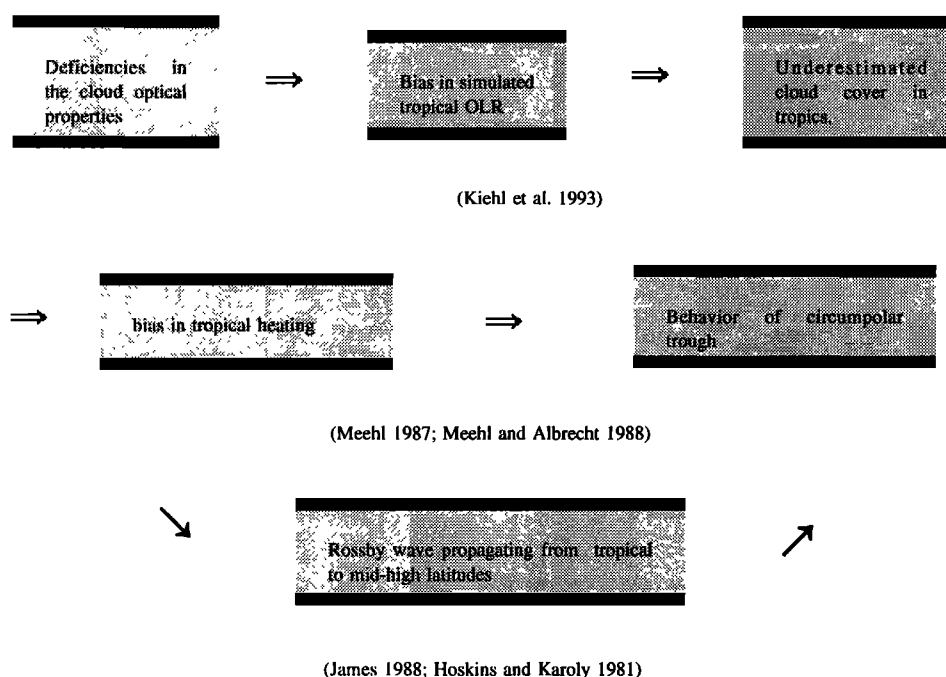 Deficiencies in
the cloud optical
properties
⇒
Bias in simulated
tropical OLR
⇒
Underestimated
cloud cover in
tropics.
(Kiehl et al. 1993)
⇒
bias in tropical heating
⇒
Behavior of circumpolar
trough
(Meehl 1987; Meehl and Albrecht 1988)
↘
Rossby wave propagating from tropical
to mid-high latitudes
↗
(James 1988; Hoskins and Karoly 1981)